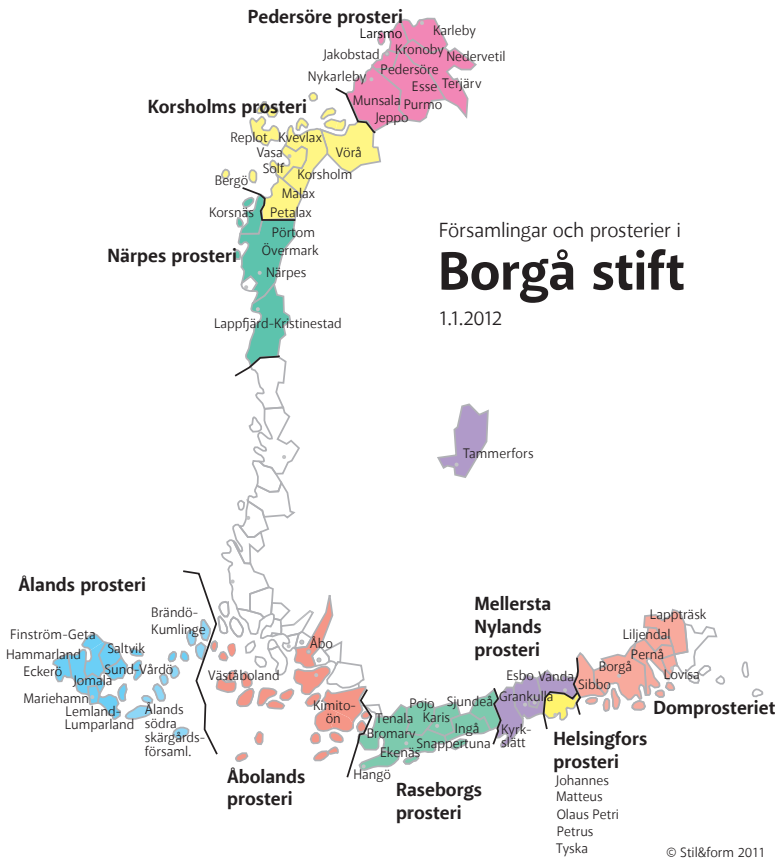 Pedersöre prosteri
Larsmo
Karleby
Kronoby
Jakobstad
Nedervetil
Pedersöre
Nykarleby
Esse
Terjärv
Munsala
Purmo
Jeppo
Korsholms prosteri
Replot
Kvevlax
Vasa
Vörå
Solf
Korsholm
Bergö
Malax
Korsnäs
Petalax
Pörtom
Närpes prosteri
Övermark
Närpes
Lappfjärd-Kristinestad
Församlingar och prosterier i
Borgå stift
1.1.2012
Tammerfors
Ålands prosteri
Brändö-
Kumlinge
Finström-Geta
Saltvik
Hammarland
Eckerö
Sund-Vårdö
Jomala
Mariehamn
Lemland-
Lumparland
Ålands
södra
skärgårds-
församl.
Åbo
Väståboland
Kimito-
ön
Åbolands
prosteri
Mellersta
Nylands
prosteri
Esbo
Vanda
Grankulla
Kyrk-
slätt
Pojo
Sjundeå
Tenala
Karis
Bromarv
Ingå
Snappertuna
Ekenäs
Hangö
Raseborgs
prosteri
Lappträsk
Liljendal
Pernå
Borgå
Lovisa
Sibbo
Domprosteriet
Helsingfors
prosteri
Johannes
Matteus
Olaus Petri
Petrus
Tyska
© Stil&form 2011